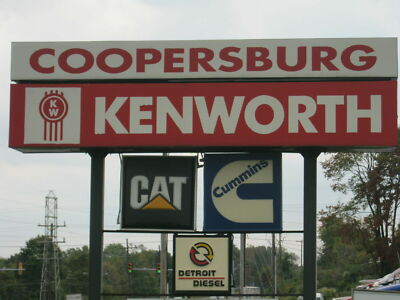 COOPERSBURG
KW
KENWORTH
CAT
Cummins
DETROIT
DIESEL